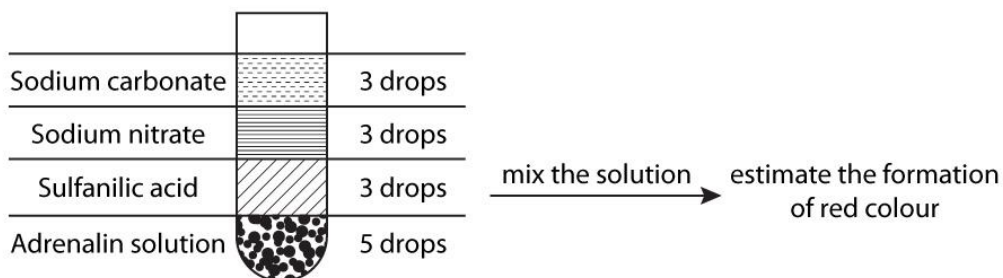 Sodium carbonate 3 drops
Sodium nitrate 3 drops
Sulfanilic acid 3 drops
Adrenalin solution 5 drops
mix the solution
estimate the formation
of red colour